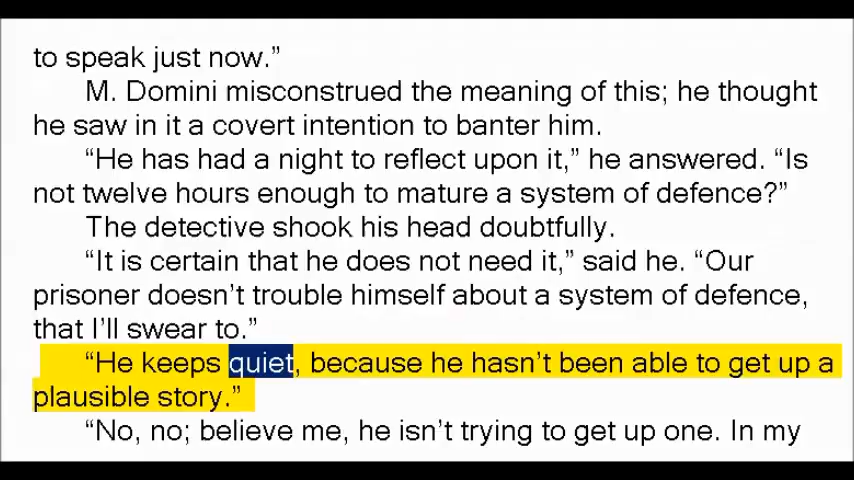 to speak just now.”
M. Domini misconstrued the meaning of this; he thought
he saw in it a covert intention to banter him.
“He has had a night to reflect upon it,” he answered. “Is
not twelve hours enough to mature a system of defence?”
The detective shook his head doubtfully.
“It is certain that he does not need it,” said he. “Our
prisoner doesn’t trouble himself about a system of defence,
that I’ll swear to.”
“He keeps quiet, because he hasn’t been able to get up a
plausible story.”
“No, no; believe me, he isn’t trying to get up one. In my